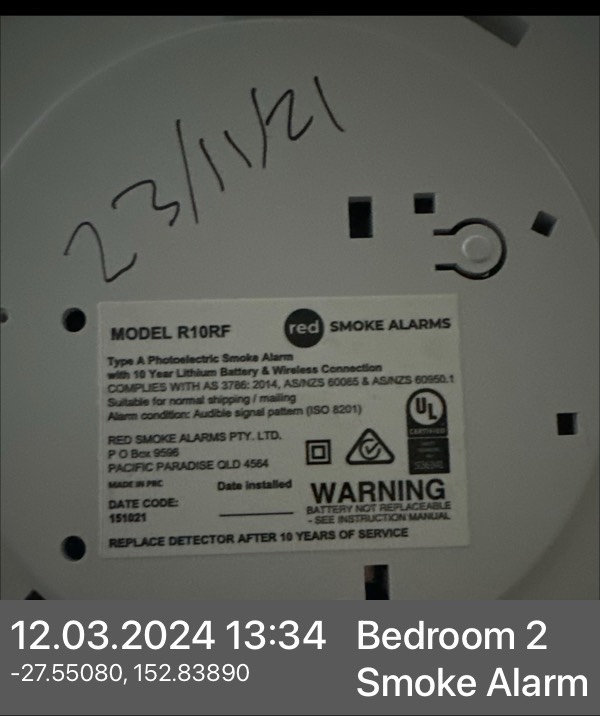 23/11/21
MODEL R10RF
red SMOKE ALARMS
Type A Photoelectric Smoke Alarm
with 10 Year Lithium Battery & Wireless Connection
COMPLIES WITH AS 3786: 2014, AS/NZS 60065 & AS/NZS 60950.1
Suitable for normal shipping / mailing
Alarm condition: Audible signal pattern (ISO 8201)
UL
CERTIFIED
RED SMOKE ALARMS PTY. LTD.
P O Box 9596
PACIFIC PARADISE QLD 4564
MADE IN PRC
Date Installed
DATE CODE:
151021
WARNING
BATTERY NOT REPLACEABLE
- SEE INSTRUCTION MANUAL
REPLACE DETECTOR AFTER 10 YEARS OF SERVICE
12.03.2024 13:34
-27.55080, 152.83890
Bedroom 2
Smoke Alarm